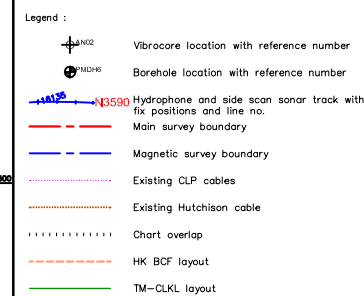 Legend :
AN02 Vibrocore location with reference number
PMDH6 Borehole location with reference number
16135 N3590 Hydrophone and side scan sonar track with
fix positions and line no.
Main survey boundary
Magnetic survey boundary
Existing CLP cables
Existing Hutchison cable
Chart overlap
HK BCF layout
TM-CLKL layout